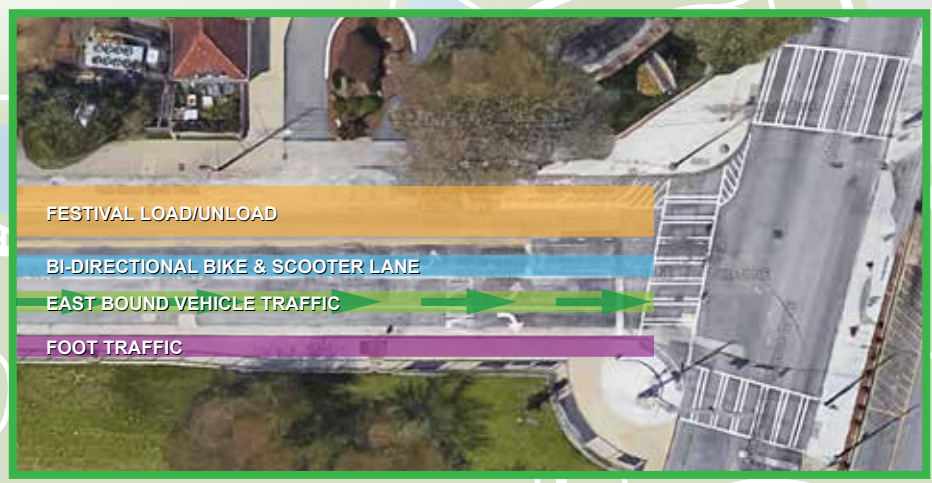 FESTIVAL LOAD/UNLOAD
BI-DIRECTIONAL BIKE & SCOOTER LANE
EAST BOUND VEHICLE TRAFFIC
FOOT TRAFFIC